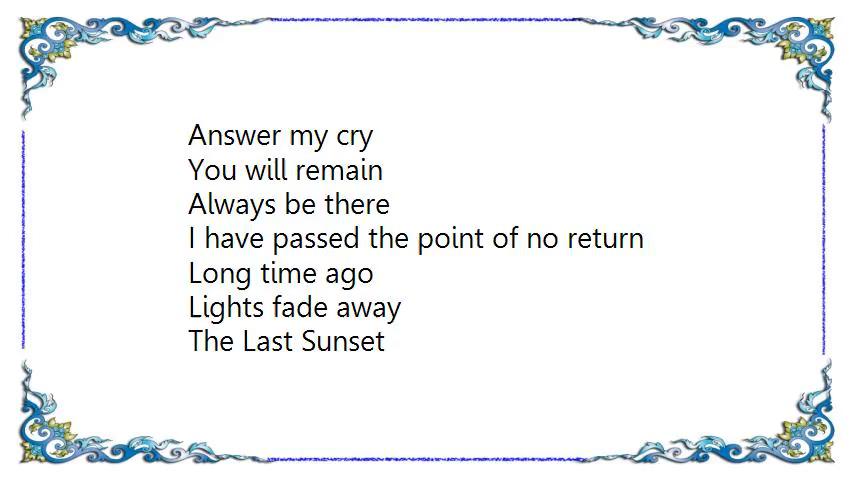 Answer my cry
You will remain
Always be there
I have passed the point of no return
Long time ago
Lights fade away
The Last Sunset